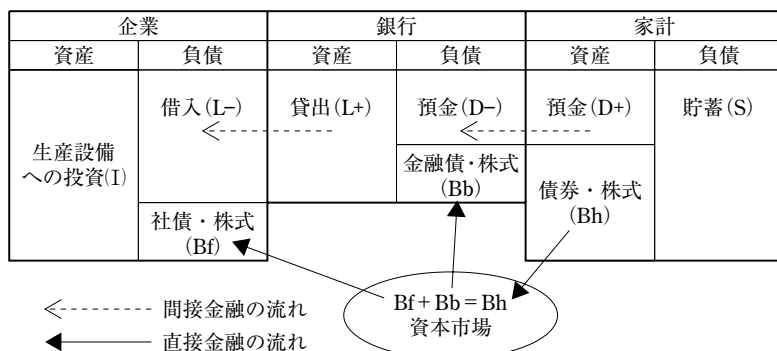 企業 銀行 家計
資産 負債 資産 負債 資産 負債
借入(L−) 貸出(L+) 預金(D−) 預金(D+) 貯蓄(S)
生産設備
への投資(I)
金融債・株式
(Bb)
債券・株式
(Bh)
社債・株式
(Bf)
Bf+Bb=Bh
資本市場
間接金融の流れ
直接金融の流れ